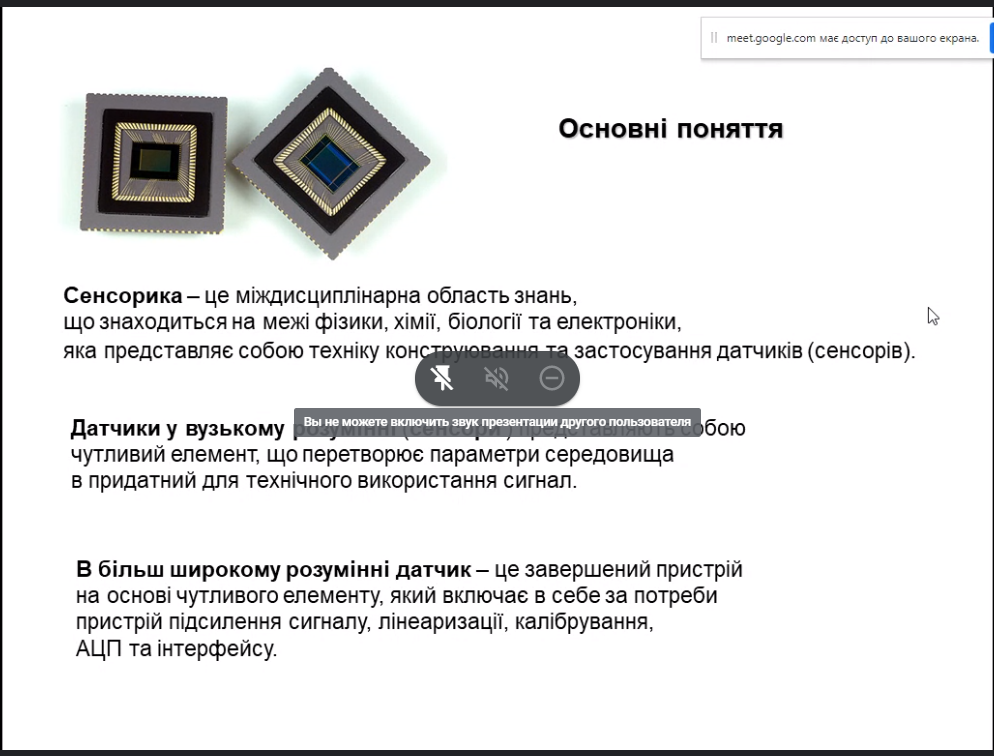 meet.google.com має доступ до вашого екрана.
Основні поняття
Сенсорика – це міждисциплінарна область знань,
що знаходиться на межі фізики, хімії, біології та електроніки,
яка представляє собою техніку конструювання та застосування датчиків (сенсорів).
Вы не можете включить звук презентации другого пользователя
Датчики у вузькому розумінні (сенсори ) представляють собою
чутливий елемент, що перетворює параметри середовища
в придатний для технічного використання сигнал.
В більш широкому розумінні датчик – це завершений пристрій
на основі чутливого елементу, який включає в себе за потреби
пристрій підсилення сигналу, лінеаризації, калібрування,
АЦП та інтерфейсу.